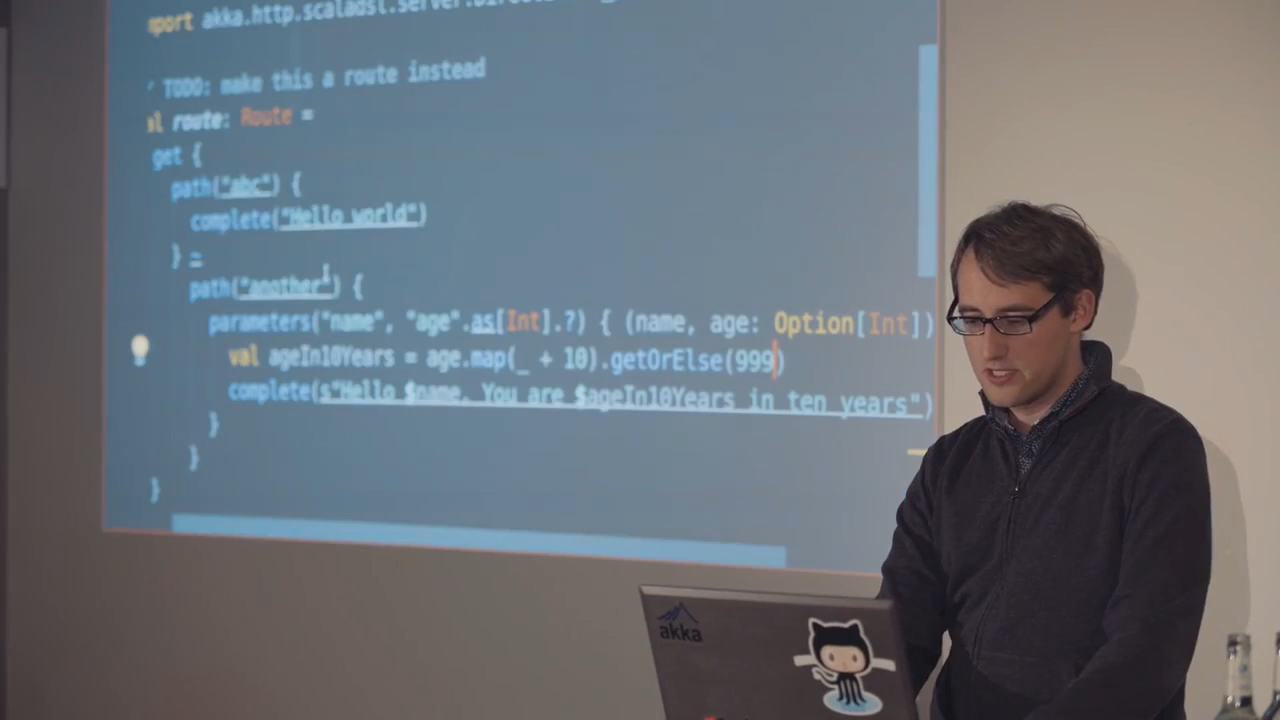 mport akka.http.scaladsl.server.Direc
TODO: make this a route instead
al route: Route =
get {
path("abc") {
complete("Hello world")
} ~
path("another") {
parameters("name", "age".as[Int].?) { (name, age: Option[Int])
val ageIn10Years = age.map(_ + 10).getOrElse(999)
complete(s"Hello $name. You are $ageIn10Years in ten years")
}
}
}
akka